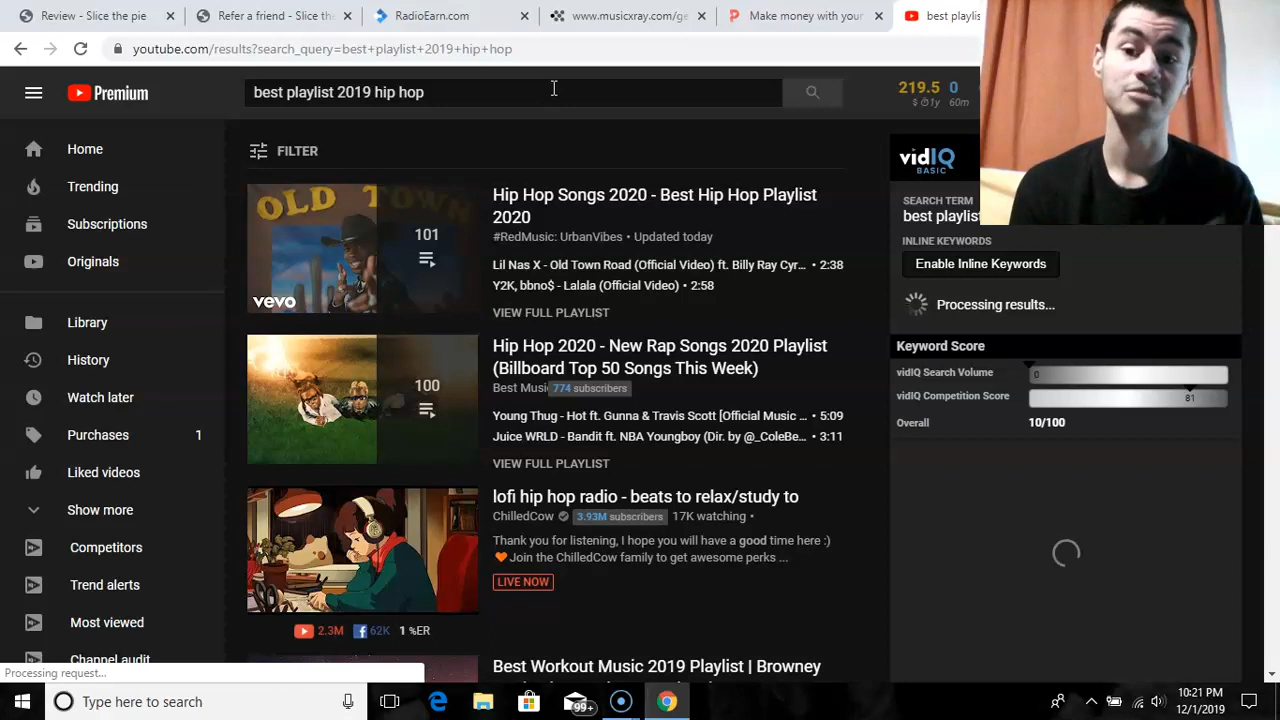 Review - Slice the pie
Refer a friend - Slice the
RadioEarn.com
www.musicxray.com/ge
Make money with your
best playlis
youtube.com/results?search_query=best+playlist+2019+hip+hop
Premium
best playlist 2019 hip hop
219.5 0
$ 1y 60m
Home
Trending
Subscriptions
Originals
Library
History
Watch later
Purchases 1
Liked videos
Show more
Competitors
Trend alerts
Most viewed
Channel audit
FILTER
OLD TOWN
101
vevo
Hip Hop Songs 2020 - Best Hip Hop Playlist
2020
#RedMusic: UrbanVibes • Updated today
Lil Nas X - Old Town Road (Official Video) ft. Billy Ray Cyr... • 2:38
Y2K, bbno$ - Lalala (Official Video) • 2:58
VIEW FULL PLAYLIST
100
Hip Hop 2020 - New Rap Songs 2020 Playlist
(Billboard Top 50 Songs This Week)
Best Musi 774 subscribers
Young Thug - Hot ft. Gunna & Travis Scott [Official Music ... • 5:09
Juice WRLD - Bandit ft. NBA Youngboy (Dir. by @_ColeBe... • 3:11
VIEW FULL PLAYLIST
lofi hip hop radio - beats to relax/study to
ChilledCow 3.93M subscribers 17K watching •
Thank you for listening, I hope you will have a good time here :)
Join the ChilledCow family to get awesome perks ...
LIVE NOW
2.3M 62K 1 %ER
Best Workout Music 2019 Playlist | Browney
vidIQ
BASIC
SEARCH TERM
best playlis
INLINE KEYWORDS
Enable Inline Keywords
Processing results...
Keyword Score
vidIQ Search Volume 0
vidIQ Competition Score 81
Overall 10/100
Processing request...
Type here to search
99+
10:21 PM
12/1/2019